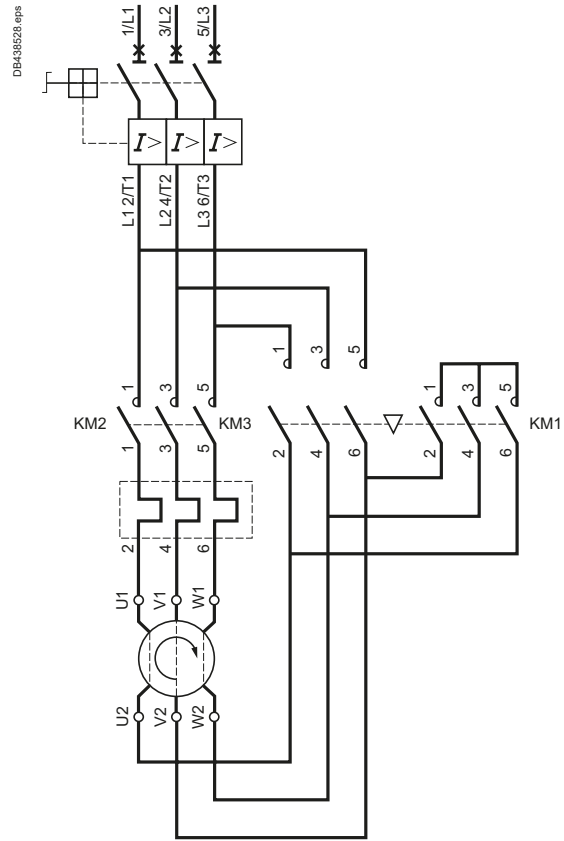 DB438528.eps
1/L1 3/L2 5/L3
I> I> I>
L1 2/T1 L2 4/T2 L3 6/T3
1 3 5
1 3 5
1 3 5
KM2 KM3 KM1
1 3 5
2 4 6
2 4 6
2 4 6
U1 V1 W1
U2 V2 W2